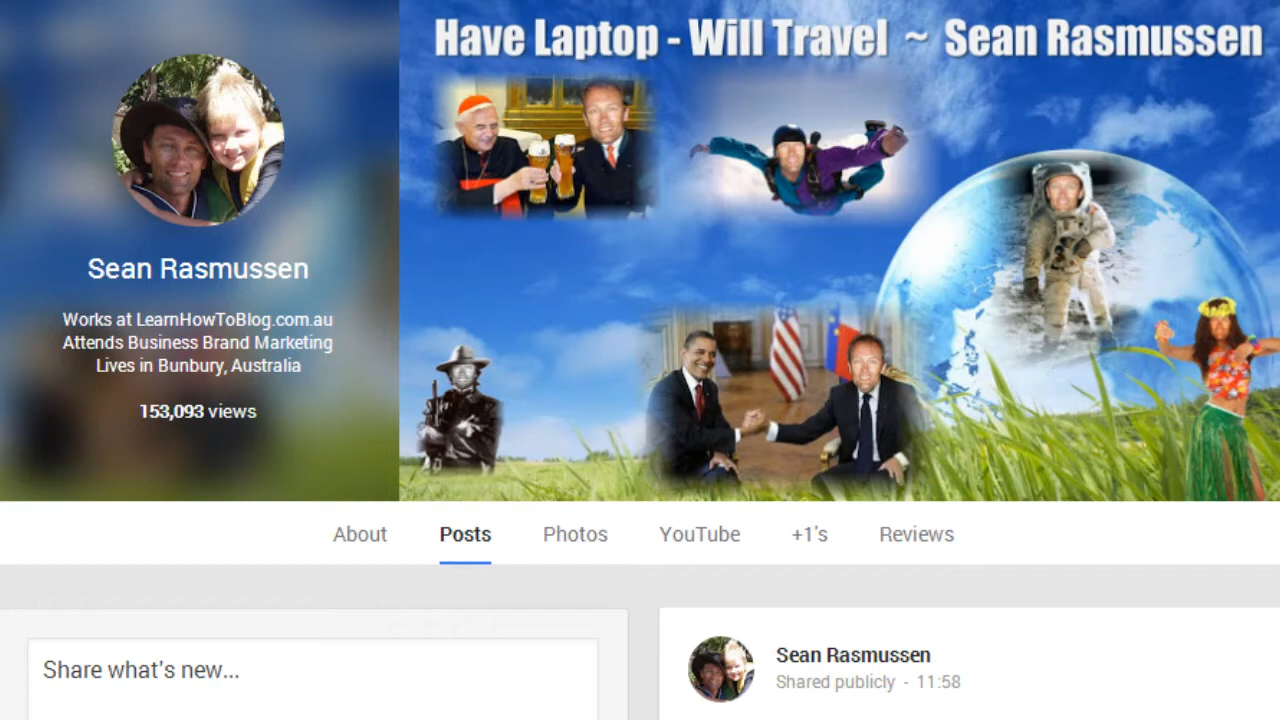 Have Laptop - Will Travel ~ Sean Rasmussen
Sean Rasmussen
Works at LearnHowToBlog.com.au
Attends Business Brand Marketing
Lives in Bunbury, Australia
153,093 views
About Posts Photos YouTube +1's Reviews
Share what's new...
Sean Rasmussen
Shared publicly - 11:58